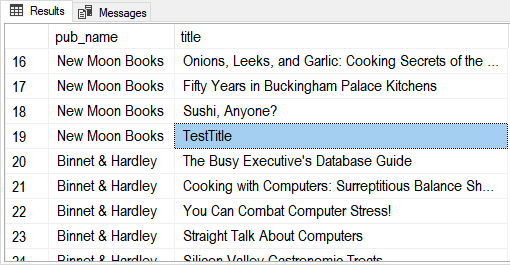 Results Messages
pub_name title
16 New Moon Books Onions, Leeks, and Garlic: Cooking Secrets of the ...
17 New Moon Books Fifty Years in Buckingham Palace Kitchens
18 New Moon Books Sushi, Anyone?
19 New Moon Books TestTitle
20 Binnet & Hardley The Busy Executive's Database Guide
21 Binnet & Hardley Cooking with Computers: Surreptitious Balance Sh...
22 Binnet & Hardley You Can Combat Computer Stress!
23 Binnet & Hardley Straight Talk About Computers
24 Binnet & Hardley Silicon Valley Gastronomic Treats